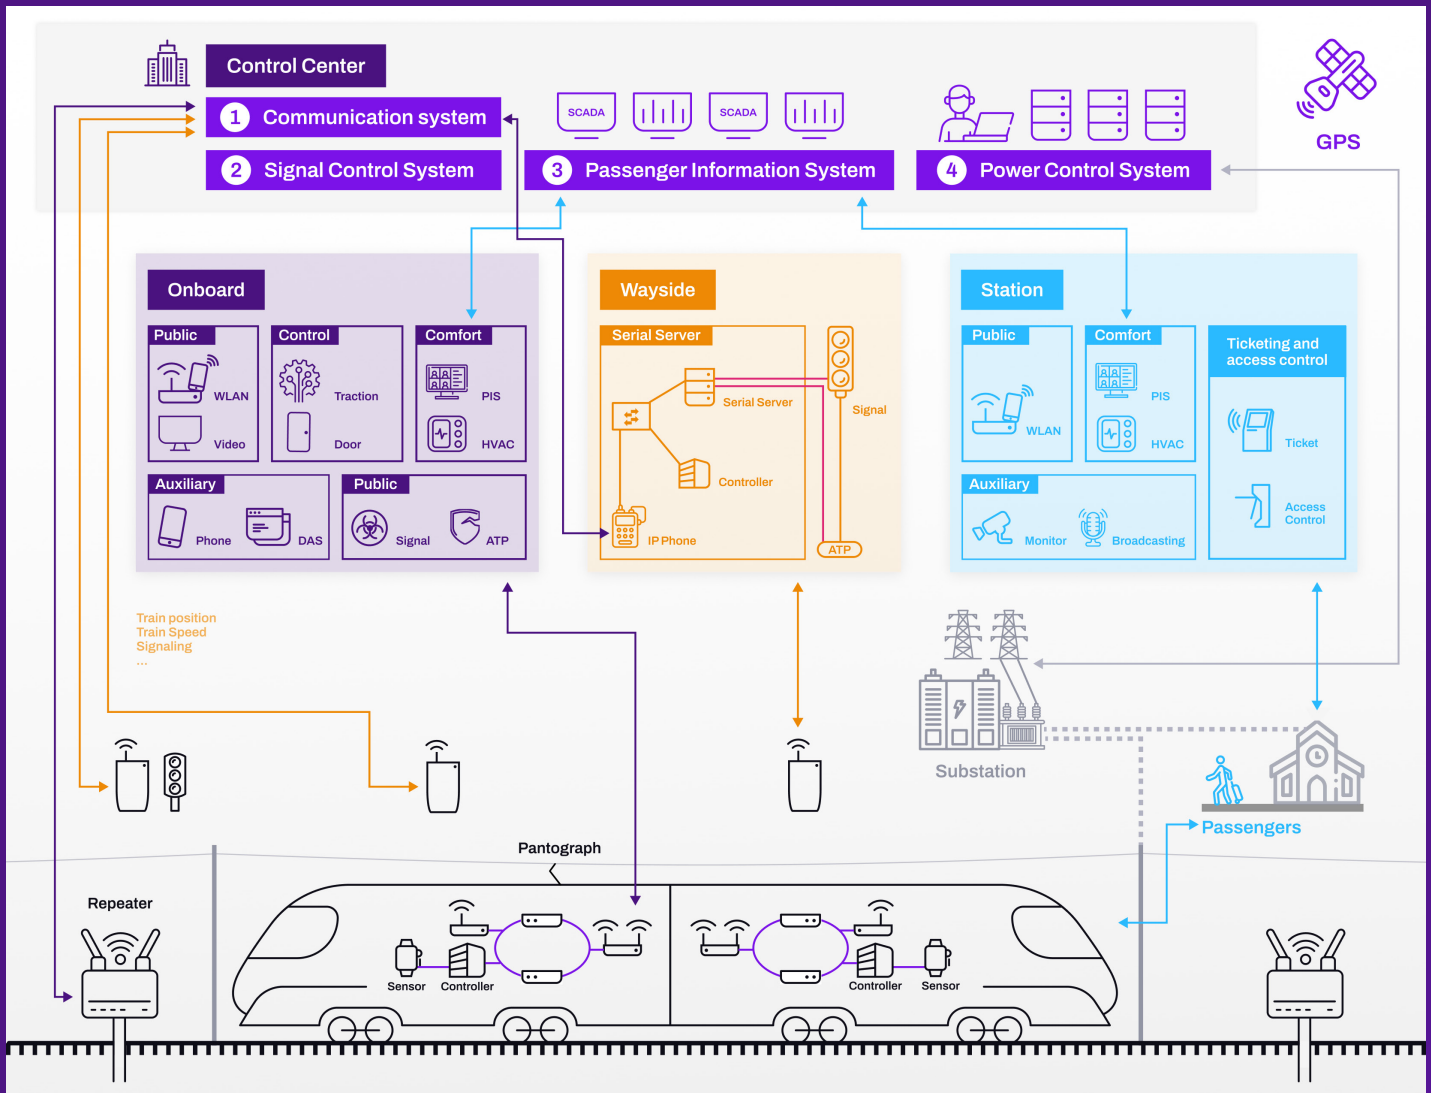 Control Center
1 Communication system
2 Signal Control System
SCADA
SCADA
3 Passenger Information System
4 Power Control System
GPS
Onboard
Public
WLAN
Video
Control
Traction
Door
Comfort
PIS
HVAC
Auxiliary
Phone
DAS
Public
Signal
ATP
Wayside
Serial Server
Serial Server
Controller
IP Phone
Signal
ATP
Station
Public
WLAN
Comfort
PIS
HVAC
Ticketing and
access control
Ticket
Access
Control
Auxiliary
Monitor
Broadcasting
Train position
Train Speed
Signaling
...
Substation
Passengers
Pantograph
Repeater
Sensor
Controller
Controller
Sensor